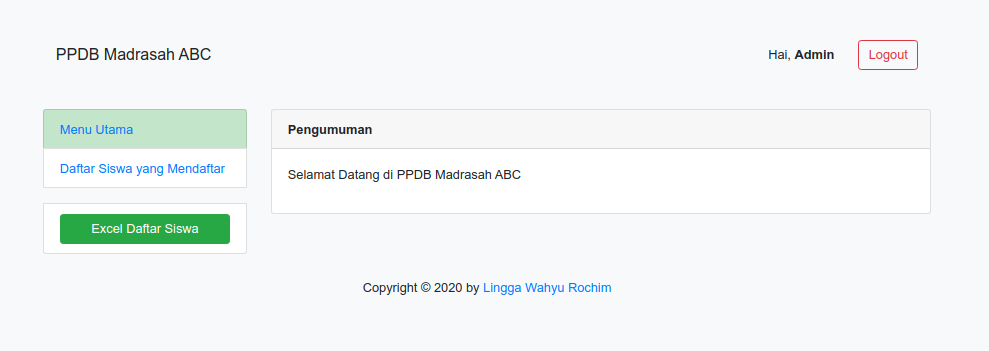 PPDB Madrasah ABC
Hai, Admin
Logout
Menu Utama
Daftar Siswa yang Mendaftar
Excel Daftar Siswa
Pengumuman
Selamat Datang di PPDB Madrasah ABC
Copyright © 2020 by Lingga Wahyu Rochim